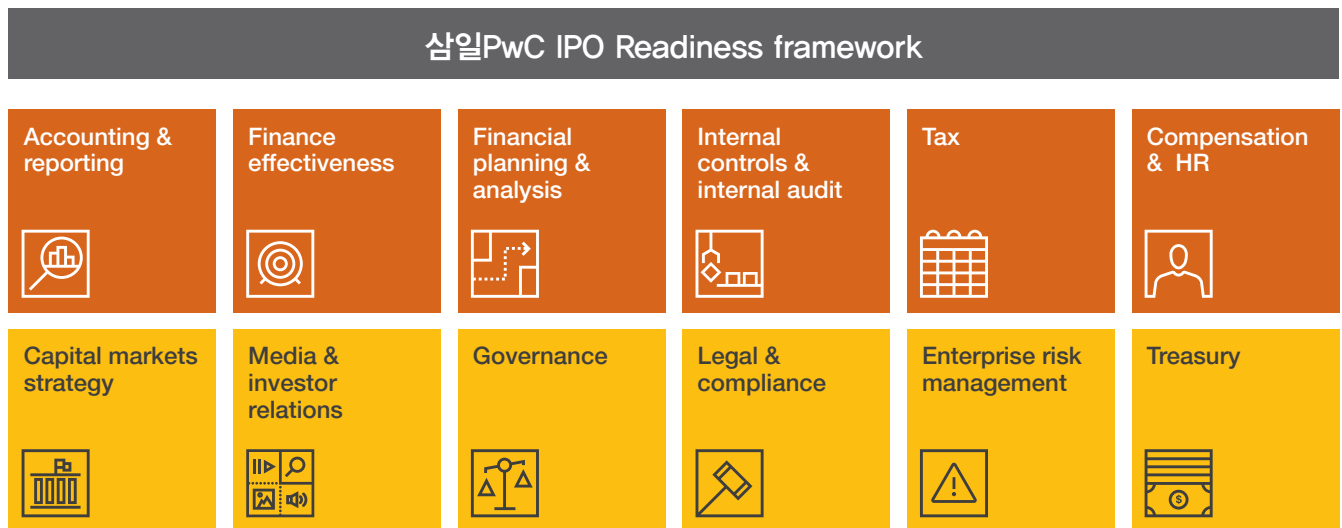 삼일PwC IPO Readiness framework
Accounting &
reporting
Finance
effectiveness
Financial
planning &
analysis
Internal
controls &
internal audit
Tax
Compensation
& HR
Capital markets
strategy
Media &
investor
relations
Governance
Legal &
compliance
Enterprise risk
management
Treasury
$